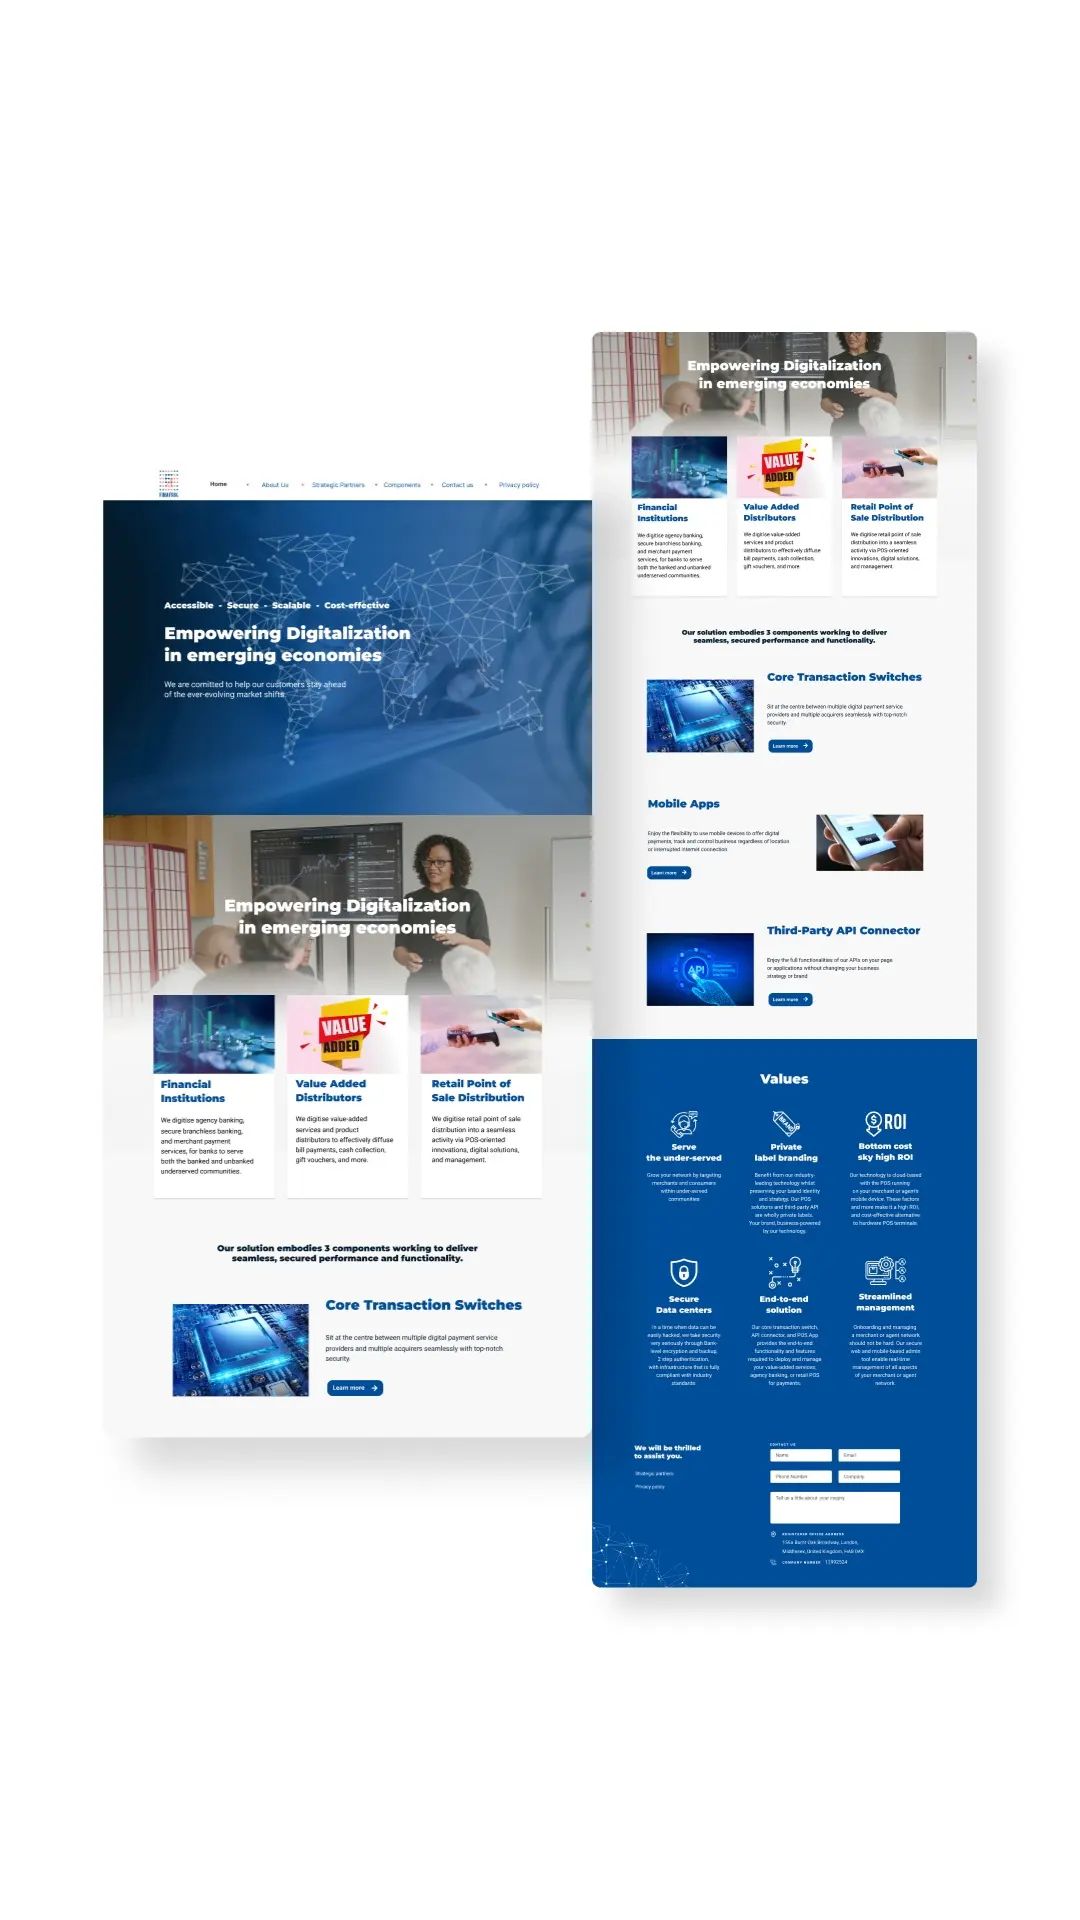 Home
About Us
Strategic Partners
Components
Contact us
Privacy policy
Accessible - Secure - Scalable - Cost-effective
Empowering Digitalization
in emerging economies
We are comitted to help our customers stay ahead
of the ever-evolving market shifts.
Empowering Digitalization
in emerging economies
VALUE
ADDED
Financial
Institutions
We digitise agency banking,
secure branchless banking,
and merchant payment
services, for banks to serve
both the banked and unbanked
underserved communities.
Value Added
Distributors
We digitise value-added
services and product
distributors to effectively diffuse
bill payments, cash collection,
gift vouchers, and more.
Retail Point of
Sale Distribution
We digitise retail point of sale
distribution into a seamless
activity via POS-oriented
innovations, digital solutions,
and management.
Our solution embodies 3 components working to deliver
seamless, secured performance and functionality.
Core Transaction Switches
Sit at the centre between multiple digital payment service
providers and multiple acquirers seamlessly with top-notch
security.
Learn more
Empowering Digitalization
in emerging economies
VALUE
ADDED
Financial
Institutions
We digitise agency banking,
secure branchless banking,
and merchant payment
services, for banks to serve
both the banked and unbanked
underserved communities.
Value Added
Distributors
We digitise value-added
services and product
distributors to effectively diffuse
bill payments, cash collection,
gift vouchers, and more
Retail Point of
Sale Distribution
We digitise retail point of sale
distribution into a seamless
activity via POS-oriented
innovations, digital solutions,
and management.
Our solution embodies 3 components working to deliver
seamless, secured performance and functionality.
Core Transaction Switches
Sit at the centre between multiple digital payment service
providers and multiple acquirers seamlessly with top-notch
security.
Learn more
Mobile Apps
Enjoy the flexibility to use mobile devices to offer digital
payments, track and control business regardless of location
or interrupted internet connection
Learn more
Third-Party API Connector
API
Enjoy the full functionalities of our APIs on your page
or applications without changing your business
strategy or brand
Learn more
Values
Serve
the under-served
Grow your network by targeting
merchants and consumers
within under-served
communities
BRAND
Private
label branding
Benefit from our industry-
leading technology whilst
preserving your brand identity
and strategy. Our POS
solutions and third-party API
are wholly private labels.
Your brand, business-powered
by our technology.
ROI
Bottom cost
sky high ROI
Our technology is cloud-based
with the POS running
on your merchant or agent's
mobile device. These factors
and more make it a high ROI,
and cost-effective alternative
to hardware POS terminals.
Secure
Data centers
In a time when data can be
easily hacked, we take security
very seriously through Bank-
level encryption and backup,
2 step authentication,
with infrastructure that is fully
compliant with industry
standards
End-to-end
solution
Our core transaction switch,
API connector, and POS App
provides the end-to-end
functionality and features
required to deploy and manage
your value-added services,
agency banking, or retail POS
for payments.
Streamlined
management
Onboarding and managing
a merchant or agent network
should not be hard. Our secure
web and mobile-based admin
tool enable real-time
management of all aspects
of your merchant or agent
network
We will be thrilled
to assist you.
Strategic partners
Privacy policy
CONTACT US
Name
Email
Phone Number
Company
Tell us a little about your inquiry
REGISTERED OFFICE ADDRESS
Burnt Oak Broadway, London,
Middlesex, United Kingdom,
COMPANY NUMBER